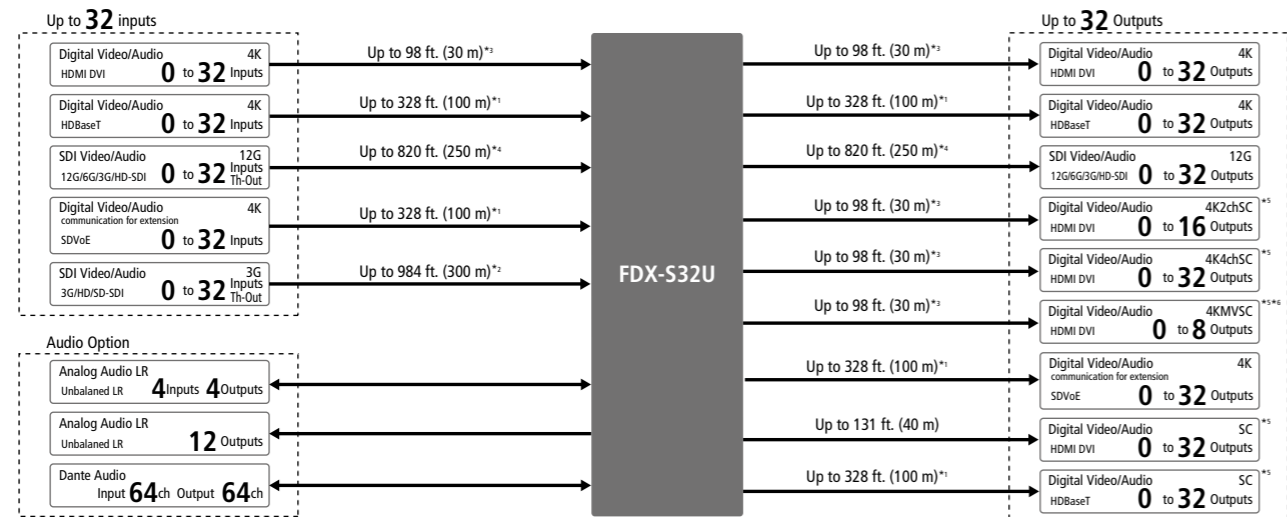 Up to 32 inputs
Digital Video/Audio 4K
HDMI DVI 0 to 32 Inputs
Up to 98 ft. (30 m)*3
Digital Video/Audio 4K
HDBaseT 0 to 32 Inputs
Up to 328 ft. (100 m)*1
SDI Video/Audio 12G
12G/6G/3G/HD-SDI 0 to 32 Inputs Th-Out
Up to 820 ft. (250 m)*4
Digital Video/Audio 4K
communication for extension
SDVoE 0 to 32 Inputs
Up to 328 ft. (100 m)*1
SDI Video/Audio 3G
3G/HD/SD-SDI 0 to 32 Inputs Th-Out
Up to 984 ft. (300 m)*2
Audio Option
Analog Audio LR
Unbalaned LR 4Inputs 4Outputs
Analog Audio LR
Unbalaned LR 12 Outputs
Dante Audio
Input 64ch Output 64ch
FDX-S32U
Up to 32 Outputs
Up to 98 ft. (30 m)*3
Digital Video/Audio 4K
HDMI DVI 0 to 32 Outputs
Up to 328 ft. (100 m)*1
Digital Video/Audio 4K
HDBaseT 0 to 32 Outputs
Up to 820 ft. (250 m)*4
SDI Video/Audio 12G
12G/6G/3G/HD-SDI 0 to 32 Outputs
Up to 98 ft. (30 m)*3
Digital Video/Audio 4K2chSC *5
HDMI DVI 0 to 16 Outputs
Up to 98 ft. (30 m)*3
Digital Video/Audio 4K4chSC *5
HDMI DVI 0 to 32 Outputs
Up to 98 ft. (30 m)*3
Digital Video/Audio 4KMVSC *5*6
HDMI DVI 0 to 8 Outputs
Up to 328 ft. (100 m)*1
Digital Video/Audio 4K
communication for extension
SDVoE 0 to 32 Outputs
Up to 131 ft. (40 m)
Digital Video/Audio SC *5
HDMI DVI 0 to 32 Outputs
Up to 328 ft. (100 m)*1
Digital Video/Audio SC *5
HDBaseT 0 to 32 Outputs